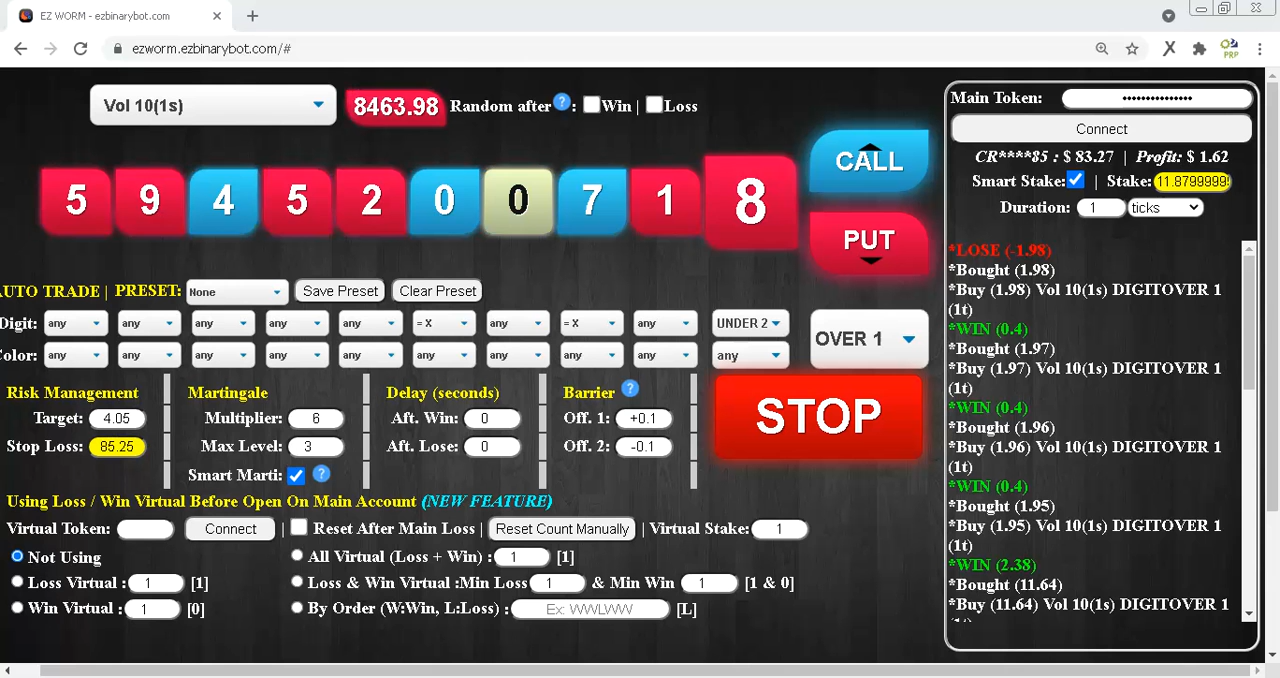 EZ WORM - ezbinarybot.com
ezworm.ezbinarybot.com/#
PRP
Vol 10(1s)
8463.98
Random after ? : Win | Loss
5 9 4 5 2 0 0 7 1 8
CALL
PUT
AUTO TRADE | PRESET: None Save Preset Clear Preset
Digit: any any any any any = X any = X any UNDER 2
Color: any any any any any any any any any any
OVER 1
Risk Management
Target: 4.05
Stop Loss: 85.25
Martingale
Multiplier: 6
Max Level: 3
Smart Marti: ?
Delay (seconds)
Aft. Win: 0
Aft. Lose: 0
Barrier ?
Off. 1: +0.1
Off. 2: -0.1
STOP
Using Loss / Win Virtual Before Open On Main Account (NEW FEATURE)
Virtual Token: Connect | Reset After Main Loss | Reset Count Manually | Virtual Stake: 1
Not Using
All Virtual (Loss + Win) : 1 [1]
Loss Virtual : 1 [1]
Loss & Win Virtual :Min Loss 1 & Min Win 1 [1 & 0]
Win Virtual : 1 [0]
By Order (W:Win, L:Loss) : Ex: WWLWW [L]
Main Token: •••••••••••••••
Connect
CR****85 : $ 83.27 | Profit: $ 1.62
Smart Stake: | Stake: 11.8799999
Duration: 1 ticks
*LOSE (-1.98)
*Bought (1.98)
*Buy (1.98) Vol 10(1s) DIGITOVER 1
(1t)
*WIN (0.4)
*Bought (1.97)
*Buy (1.97) Vol 10(1s) DIGITOVER 1
(1t)
*WIN (0.4)
*Bought (1.96)
*Buy (1.96) Vol 10(1s) DIGITOVER 1
(1t)
*WIN (0.4)
*Bought (1.95)
*Buy (1.95) Vol 10(1s) DIGITOVER 1
(1t)
*WIN (2.38)
*Bought (11.64)
*Buy (11.64) Vol 10(1s) DIGITOVER 1
(1t)